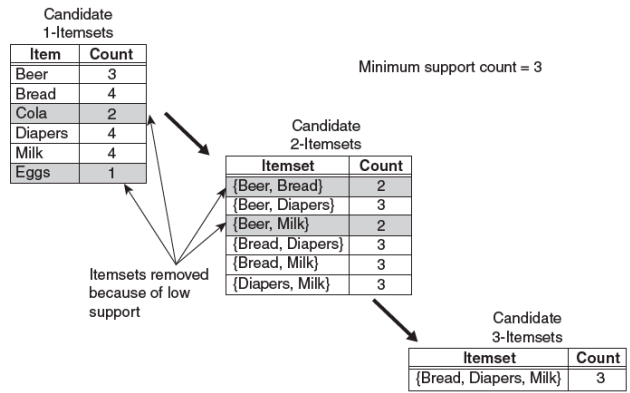 Candidate
1-Itemsets
Item Count
Beer 3
Bread 4
Cola 2
Diapers 4
Milk 4
Eggs 1
Minimum support count = 3
Candidate
2-Itemsets
Itemset Count
{Beer, Bread} 2
{Beer, Diapers} 3
{Beer, Milk} 2
{Bread, Diapers} 3
{Bread, Milk} 3
{Diapers, Milk} 3
Itemsets removed
because of low
support
Candidate
3-Itemsets
Itemset Count
{Bread, Diapers, Milk} 3